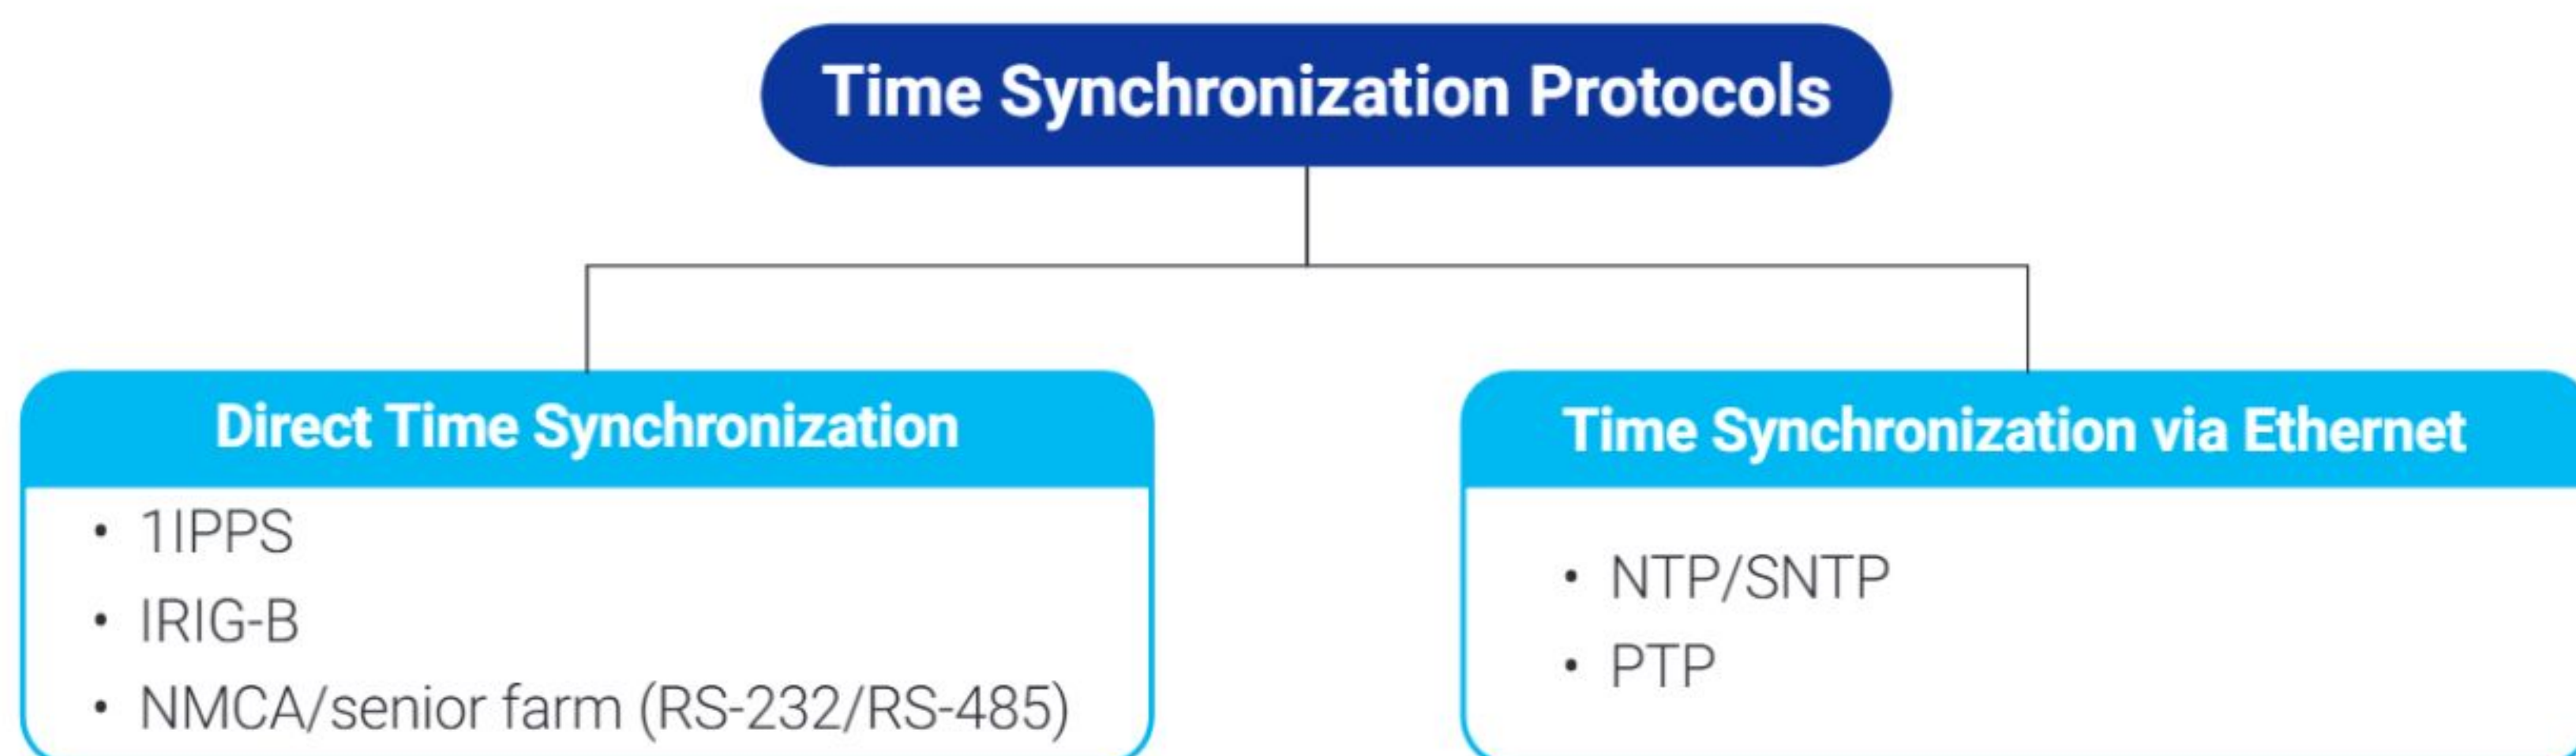 Time Synchronization Protocols
Direct Time Synchronization
• 1IPPS
• IRIG-B
• NMCA/senior farm (RS-232/RS-485)
Time Synchronization via Ethernet
• NTP/SNTP
• PTP